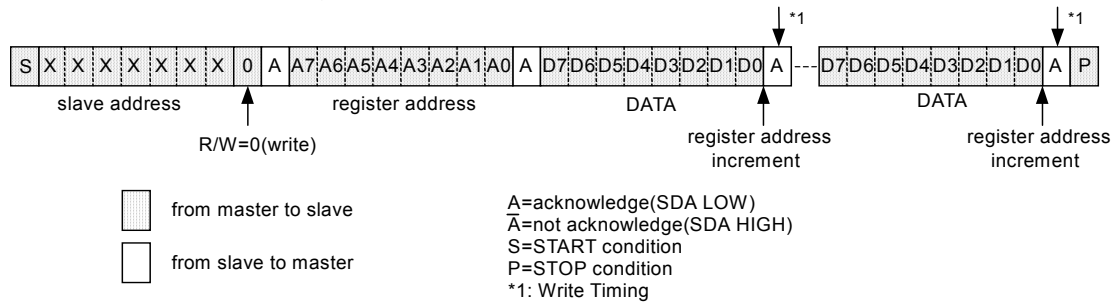 *1 *1
S X X X X X X X 0 A A7 A6 A5 A4 A3 A2 A1 A0 A D7 D6 D5 D4 D3 D2 D1 D0 A --- D7 D6 D5 D4 D3 D2 D1 D0 A P
slave address register address DATA DATA
R/W=0(write)
register address
increment
register address
increment
from master to slave
from slave to master
A=acknowledge(SDA LOW)
A̅=not acknowledge(SDA HIGH)
S=START condition
P=STOP condition
*1: Write Timing